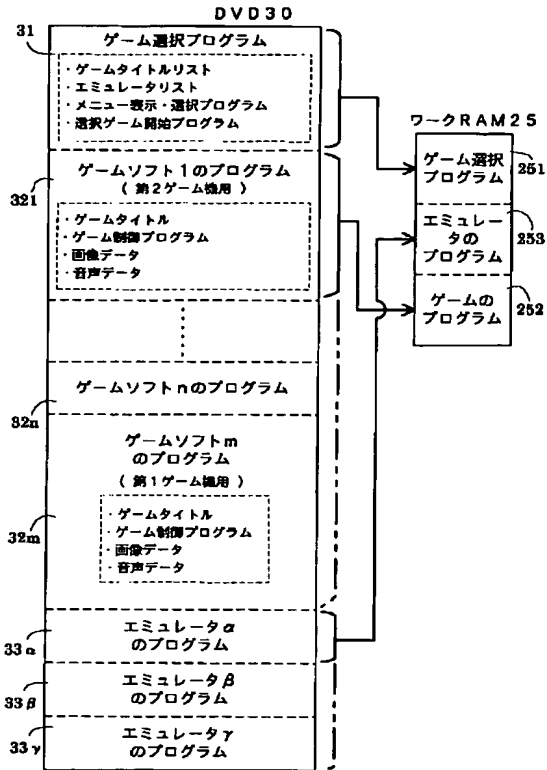 DVD30
31
ゲーム選択プログラム
・ゲームタイトルリスト
・エミュレータリスト
・メニュー表示・選択プログラム
・選択ゲーム開始プログラム
321
ゲームソフト1のプログラム
(第2ゲーム機用)
・ゲームタイトル
・ゲーム制御プログラム
・画像データ
・音声データ
32n
ゲームソフトnのプログラム
ゲームソフトm
のプログラム
(第1ゲーム機用)
32m
・ゲームタイトル
・ゲーム制御プログラム
・画像データ
・音声データ
33α
エミュレータα
のプログラム
33β
エミュレータβ
のプログラム
33γ
エミュレータγ
のプログラム
ワークRAM25
ゲーム選択
プログラム
251
エミュレー
タの
プログラム
253
ゲームの
プログラム
252